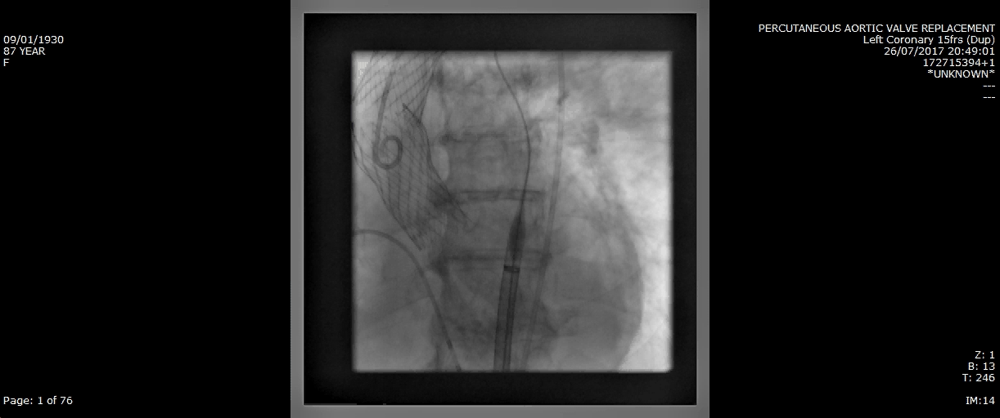 09/01/1930
87 YEAR
F
PERCUTANEOUS AORTIC VALVE REPLACEMENT
Left Coronary 15frs (Dup)
26/07/2017 20:49:01
172715394+1
*UNKNOWN*
---
---
Z: 1
B: 13
T: 246
Page: 1 of 76
IM:14